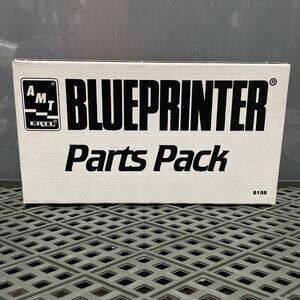 AMT
ERTL®
BLUEPRINTER®
Parts Pack
8158